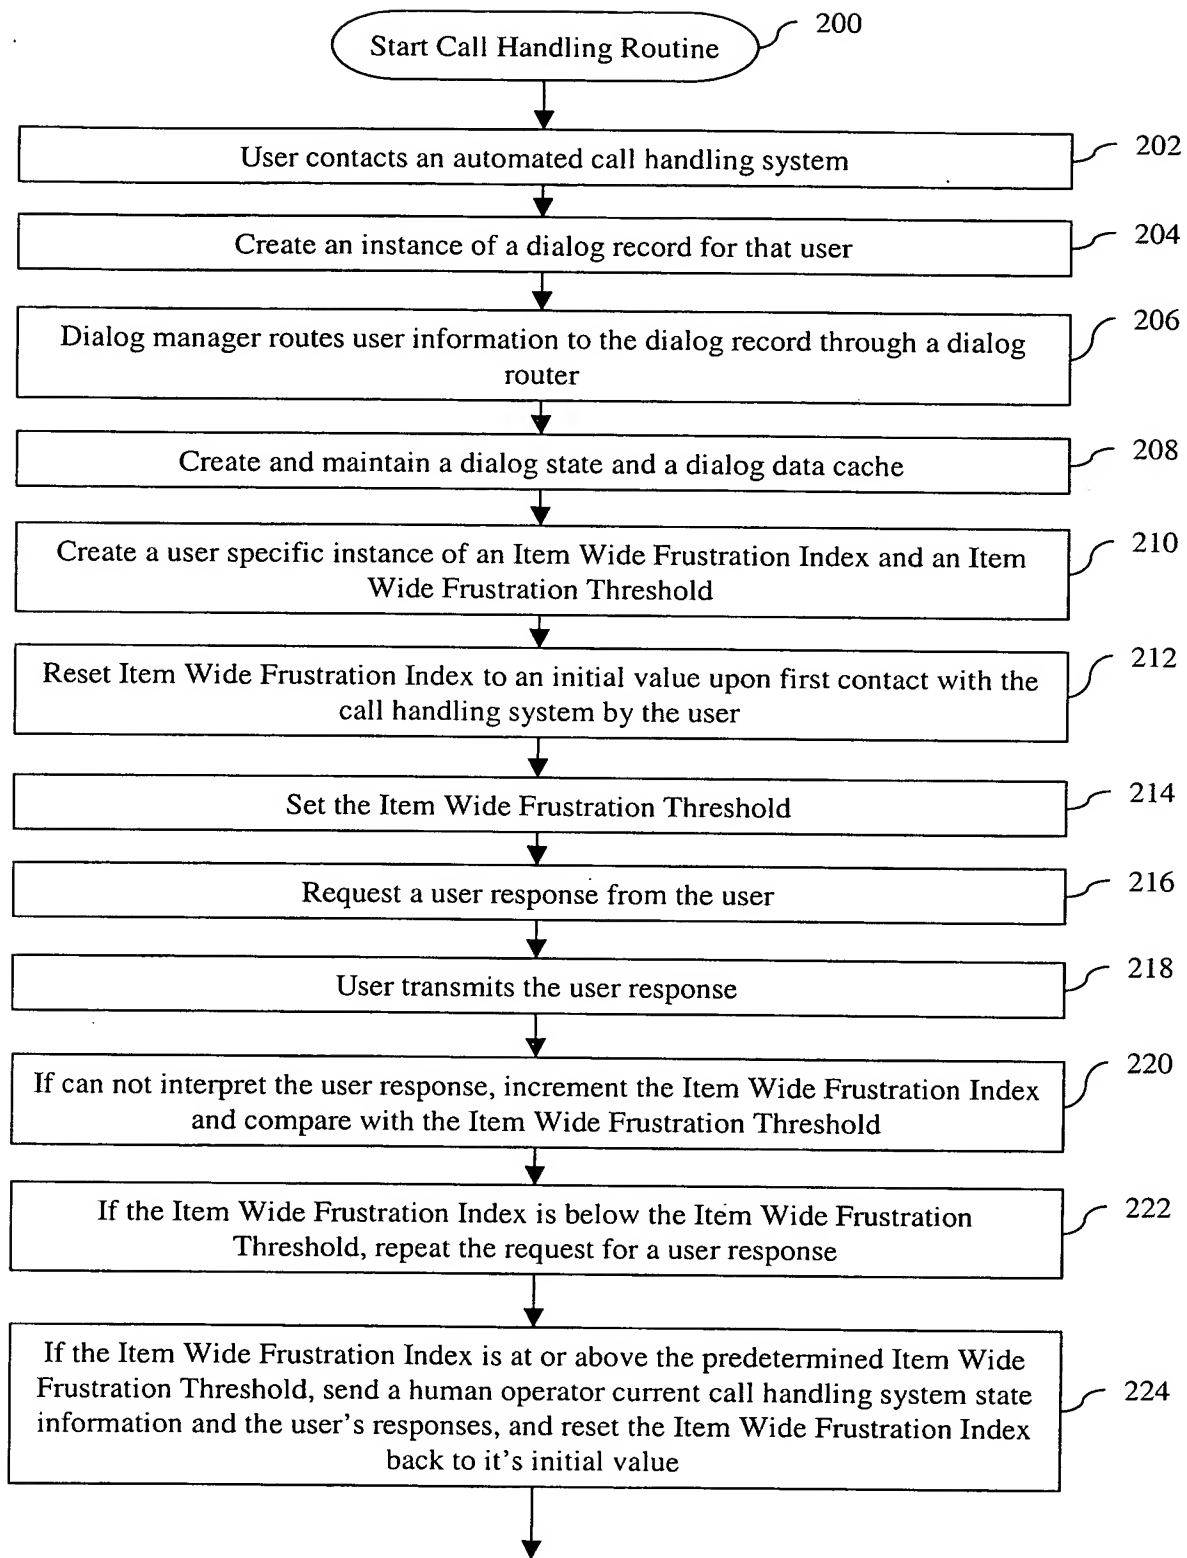 Start Call Handling Routine
200
User contacts an automated call handling system
202
Create an instance of a dialog record for that user
204
Dialog manager routes user information to the dialog record through a dialog
router
206
Create and maintain a dialog state and a dialog data cache
208
Create a user specific instance of an Item Wide Frustration Index and an Item
Wide Frustration Threshold
210
Reset Item Wide Frustration Index to an initial value upon first contact with the
call handling system by the user
212
Set the Item Wide Frustration Threshold
214
Request a user response from the user
216
User transmits the user response
218
If can not interpret the user response, increment the Item Wide Frustration Index
and compare with the Item Wide Frustration Threshold
220
If the Item Wide Frustration Index is below the Item Wide Frustration
Threshold, repeat the request for a user response
222
If the Item Wide Frustration Index is at or above the predetermined Item Wide
Frustration Threshold, send a human operator current call handling system state
information and the user's responses, and reset the Item Wide Frustration Index
back to it's initial value
224